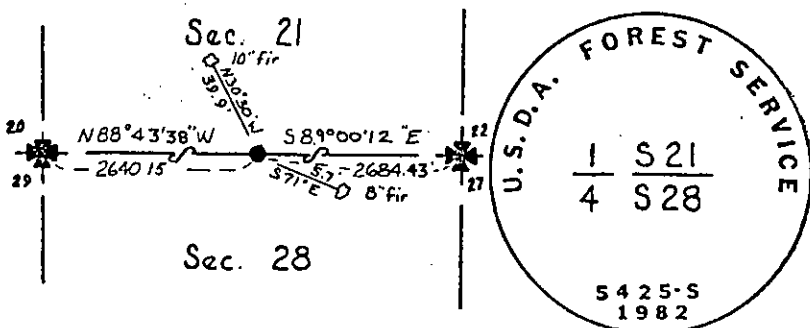 Sec. 21
10" fir
N30°30'W
39.9'
20
N88°43'38"W
S89°00'12"E
22
29
2640.15
S71°E
5.7
2684.43'
27
8" fir
Sec. 28
U.S.D.A. FOREST SERVICE
1 S 21
4 S 28
5425-S
1982